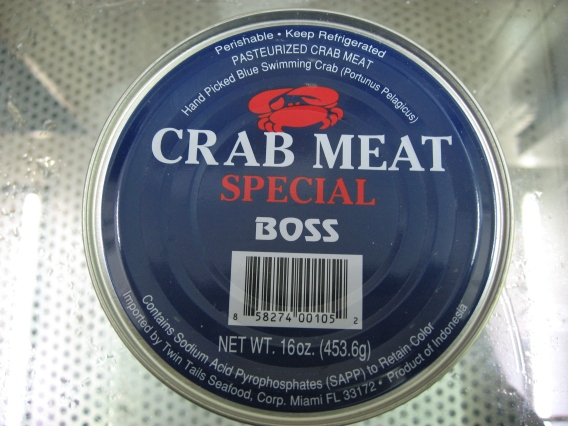 Perishable • Keep Refrigerated
PASTEURIZED CRAB MEAT
Hand Picked Blue Swimming Crab (Portunus Pelagicus)
CRAB MEAT
SPECIAL
BOSS
8 58274 00105 2
NET WT. 16oz. (453.6g)
Contains Sodium Acid Pyrophosphates (SAPP) to Retain Color
Imported by Twin Tails Seafood, Corp. Miami FL 33172 • Product of Indonesia